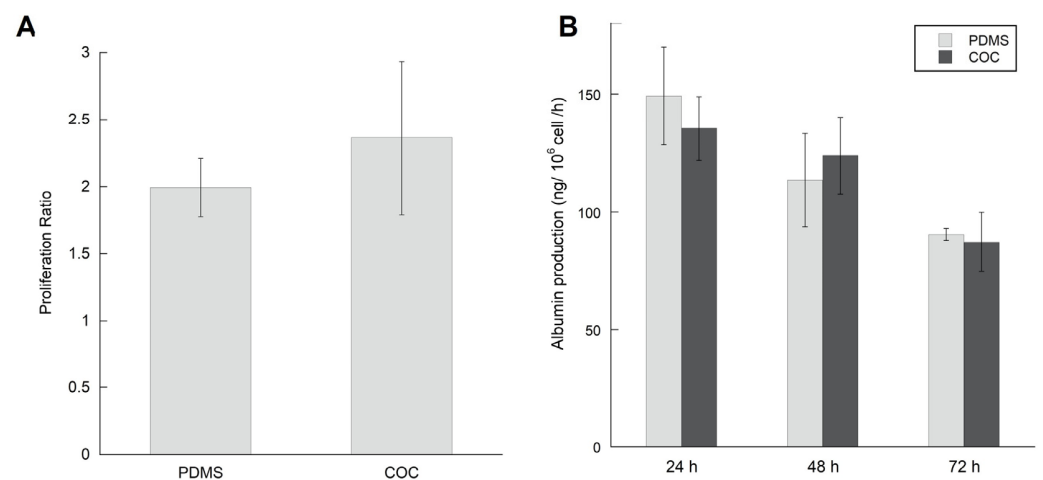 A
Proliferation Ratio
3
2.5
2
1.5
1
0.5
0
PDMS
COC
B
Albumin production (ng/ 10⁶ cell /h)
PDMS
COC
150
100
50
0
24 h
48 h
72 h